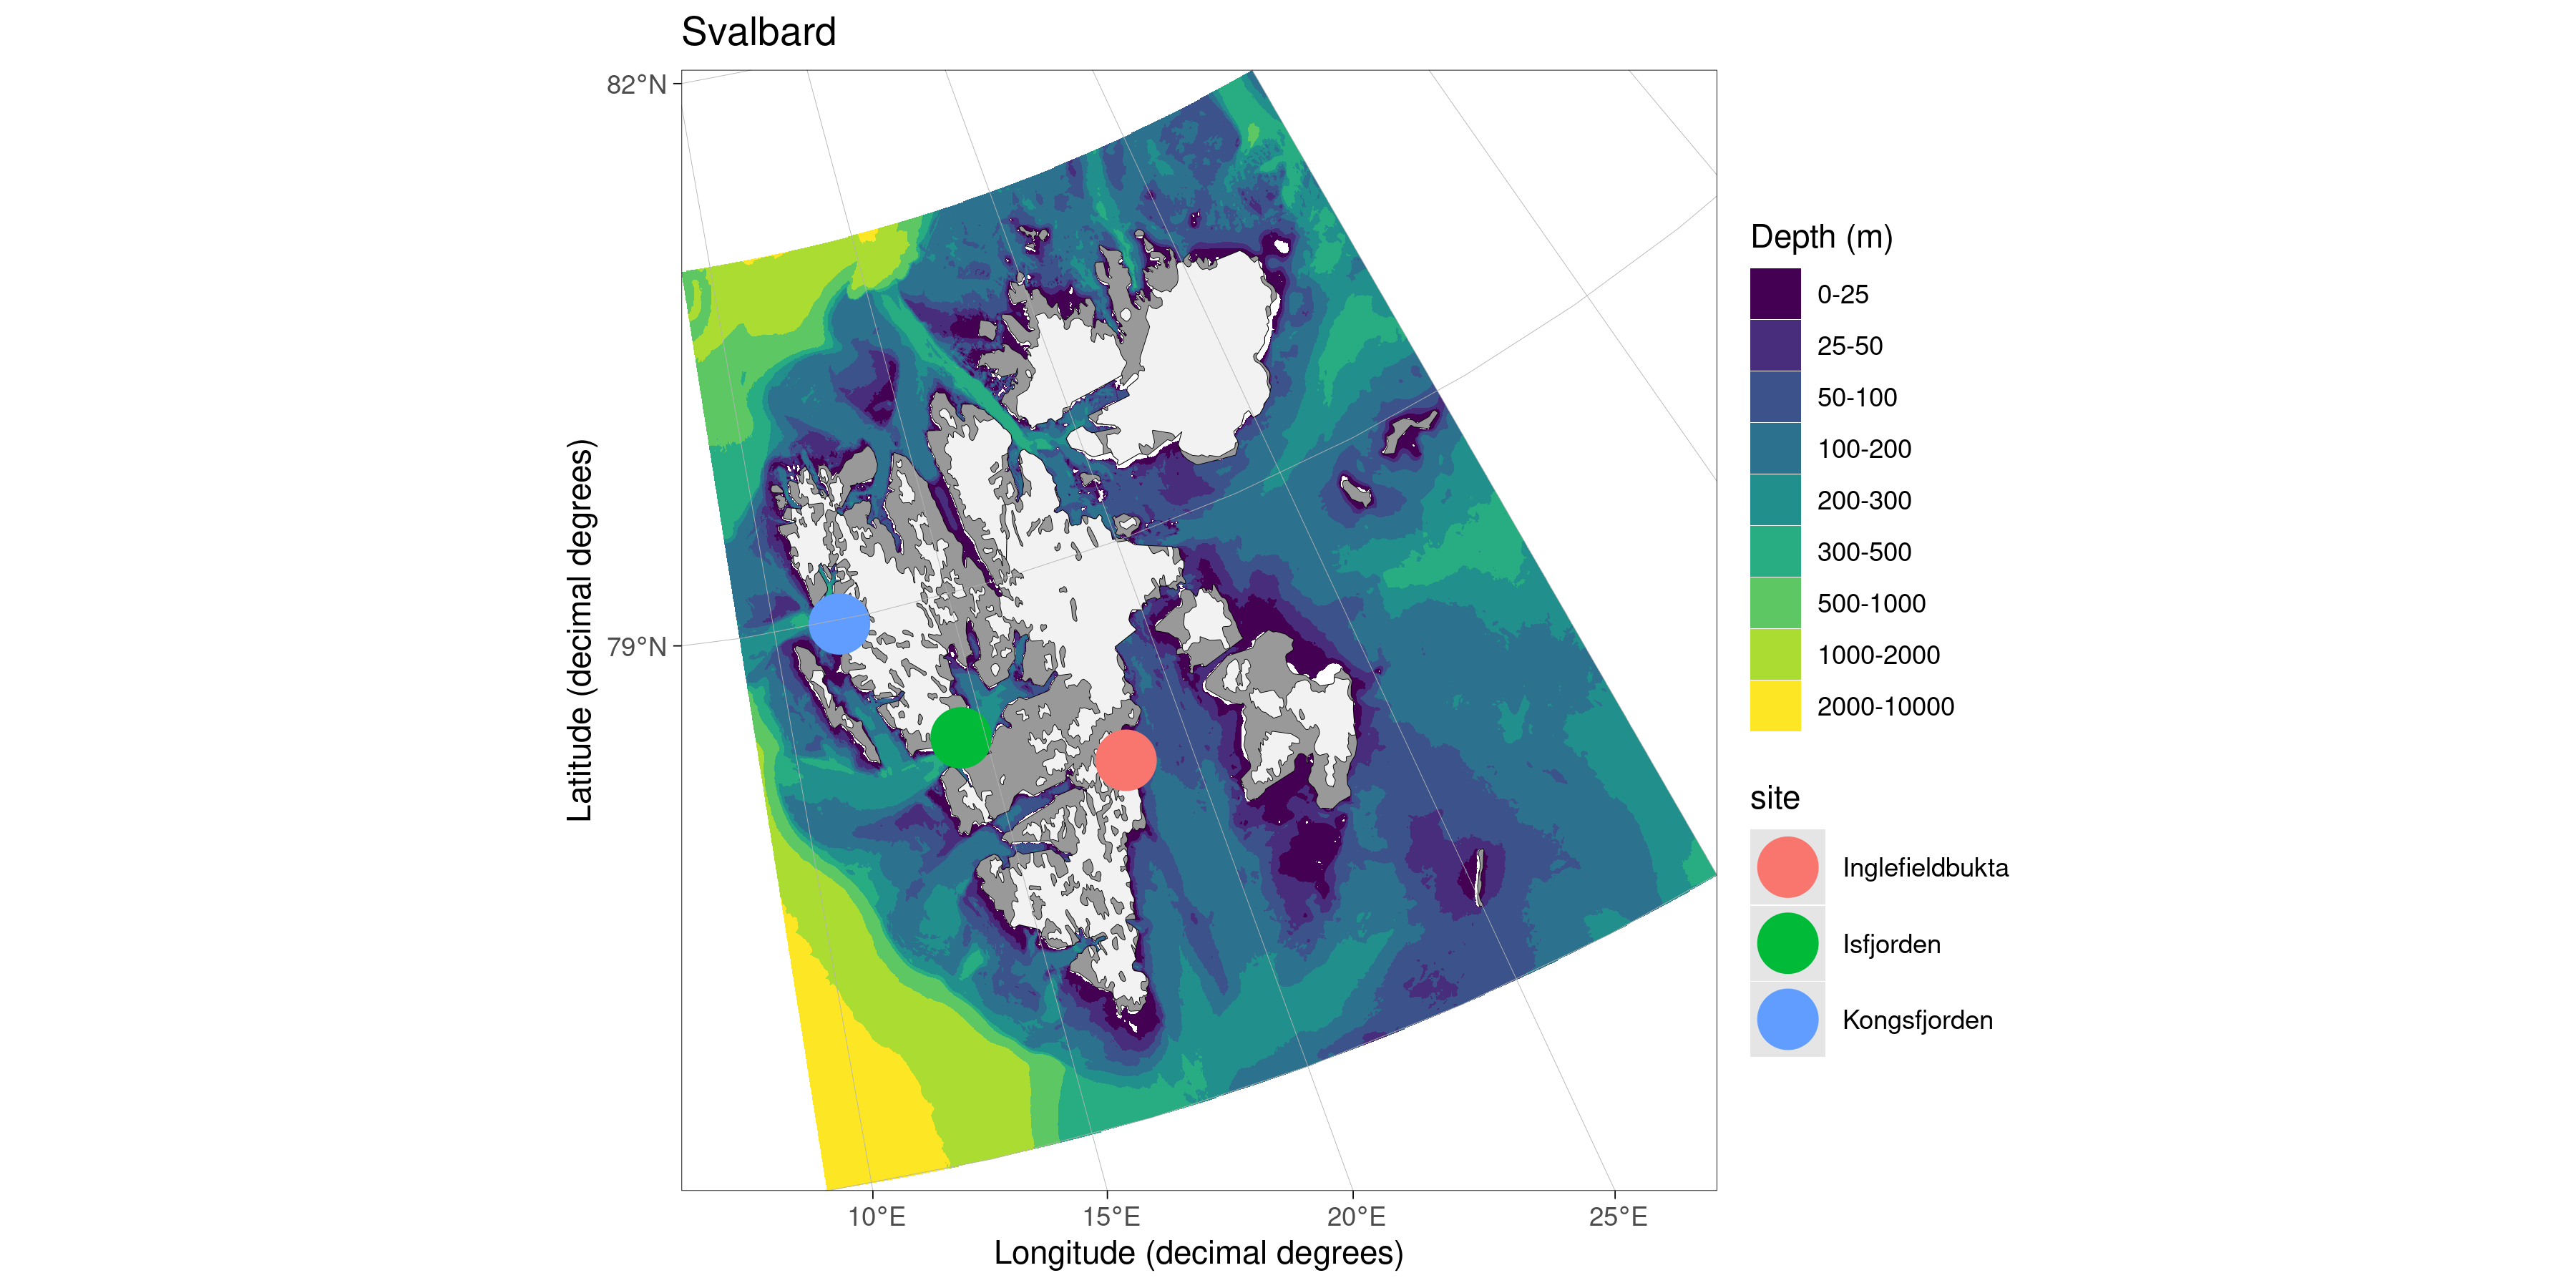 Svalbard
82°N
79°N
Latitude (decimal degrees)
10°E
15°E
20°E
25°E
Longitude (decimal degrees)
Depth (m)
0-25
25-50
50-100
100-200
200-300
300-500
500-1000
1000-2000
2000-10000
site
Inglefieldbukta
Isfjorden
Kongsfjorden